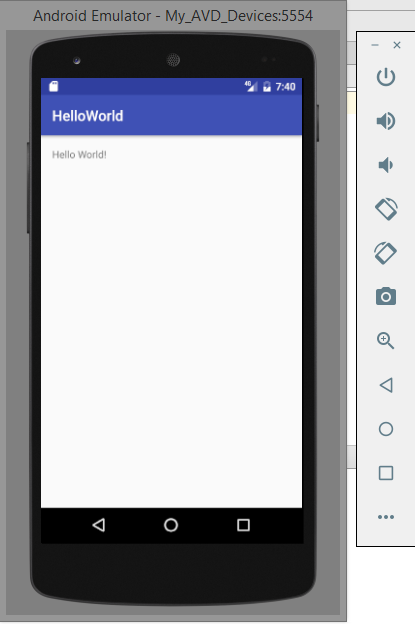 Android Emulator - My_AVD_Devices:5554
4G 7:40
HelloWorld
Hello World!